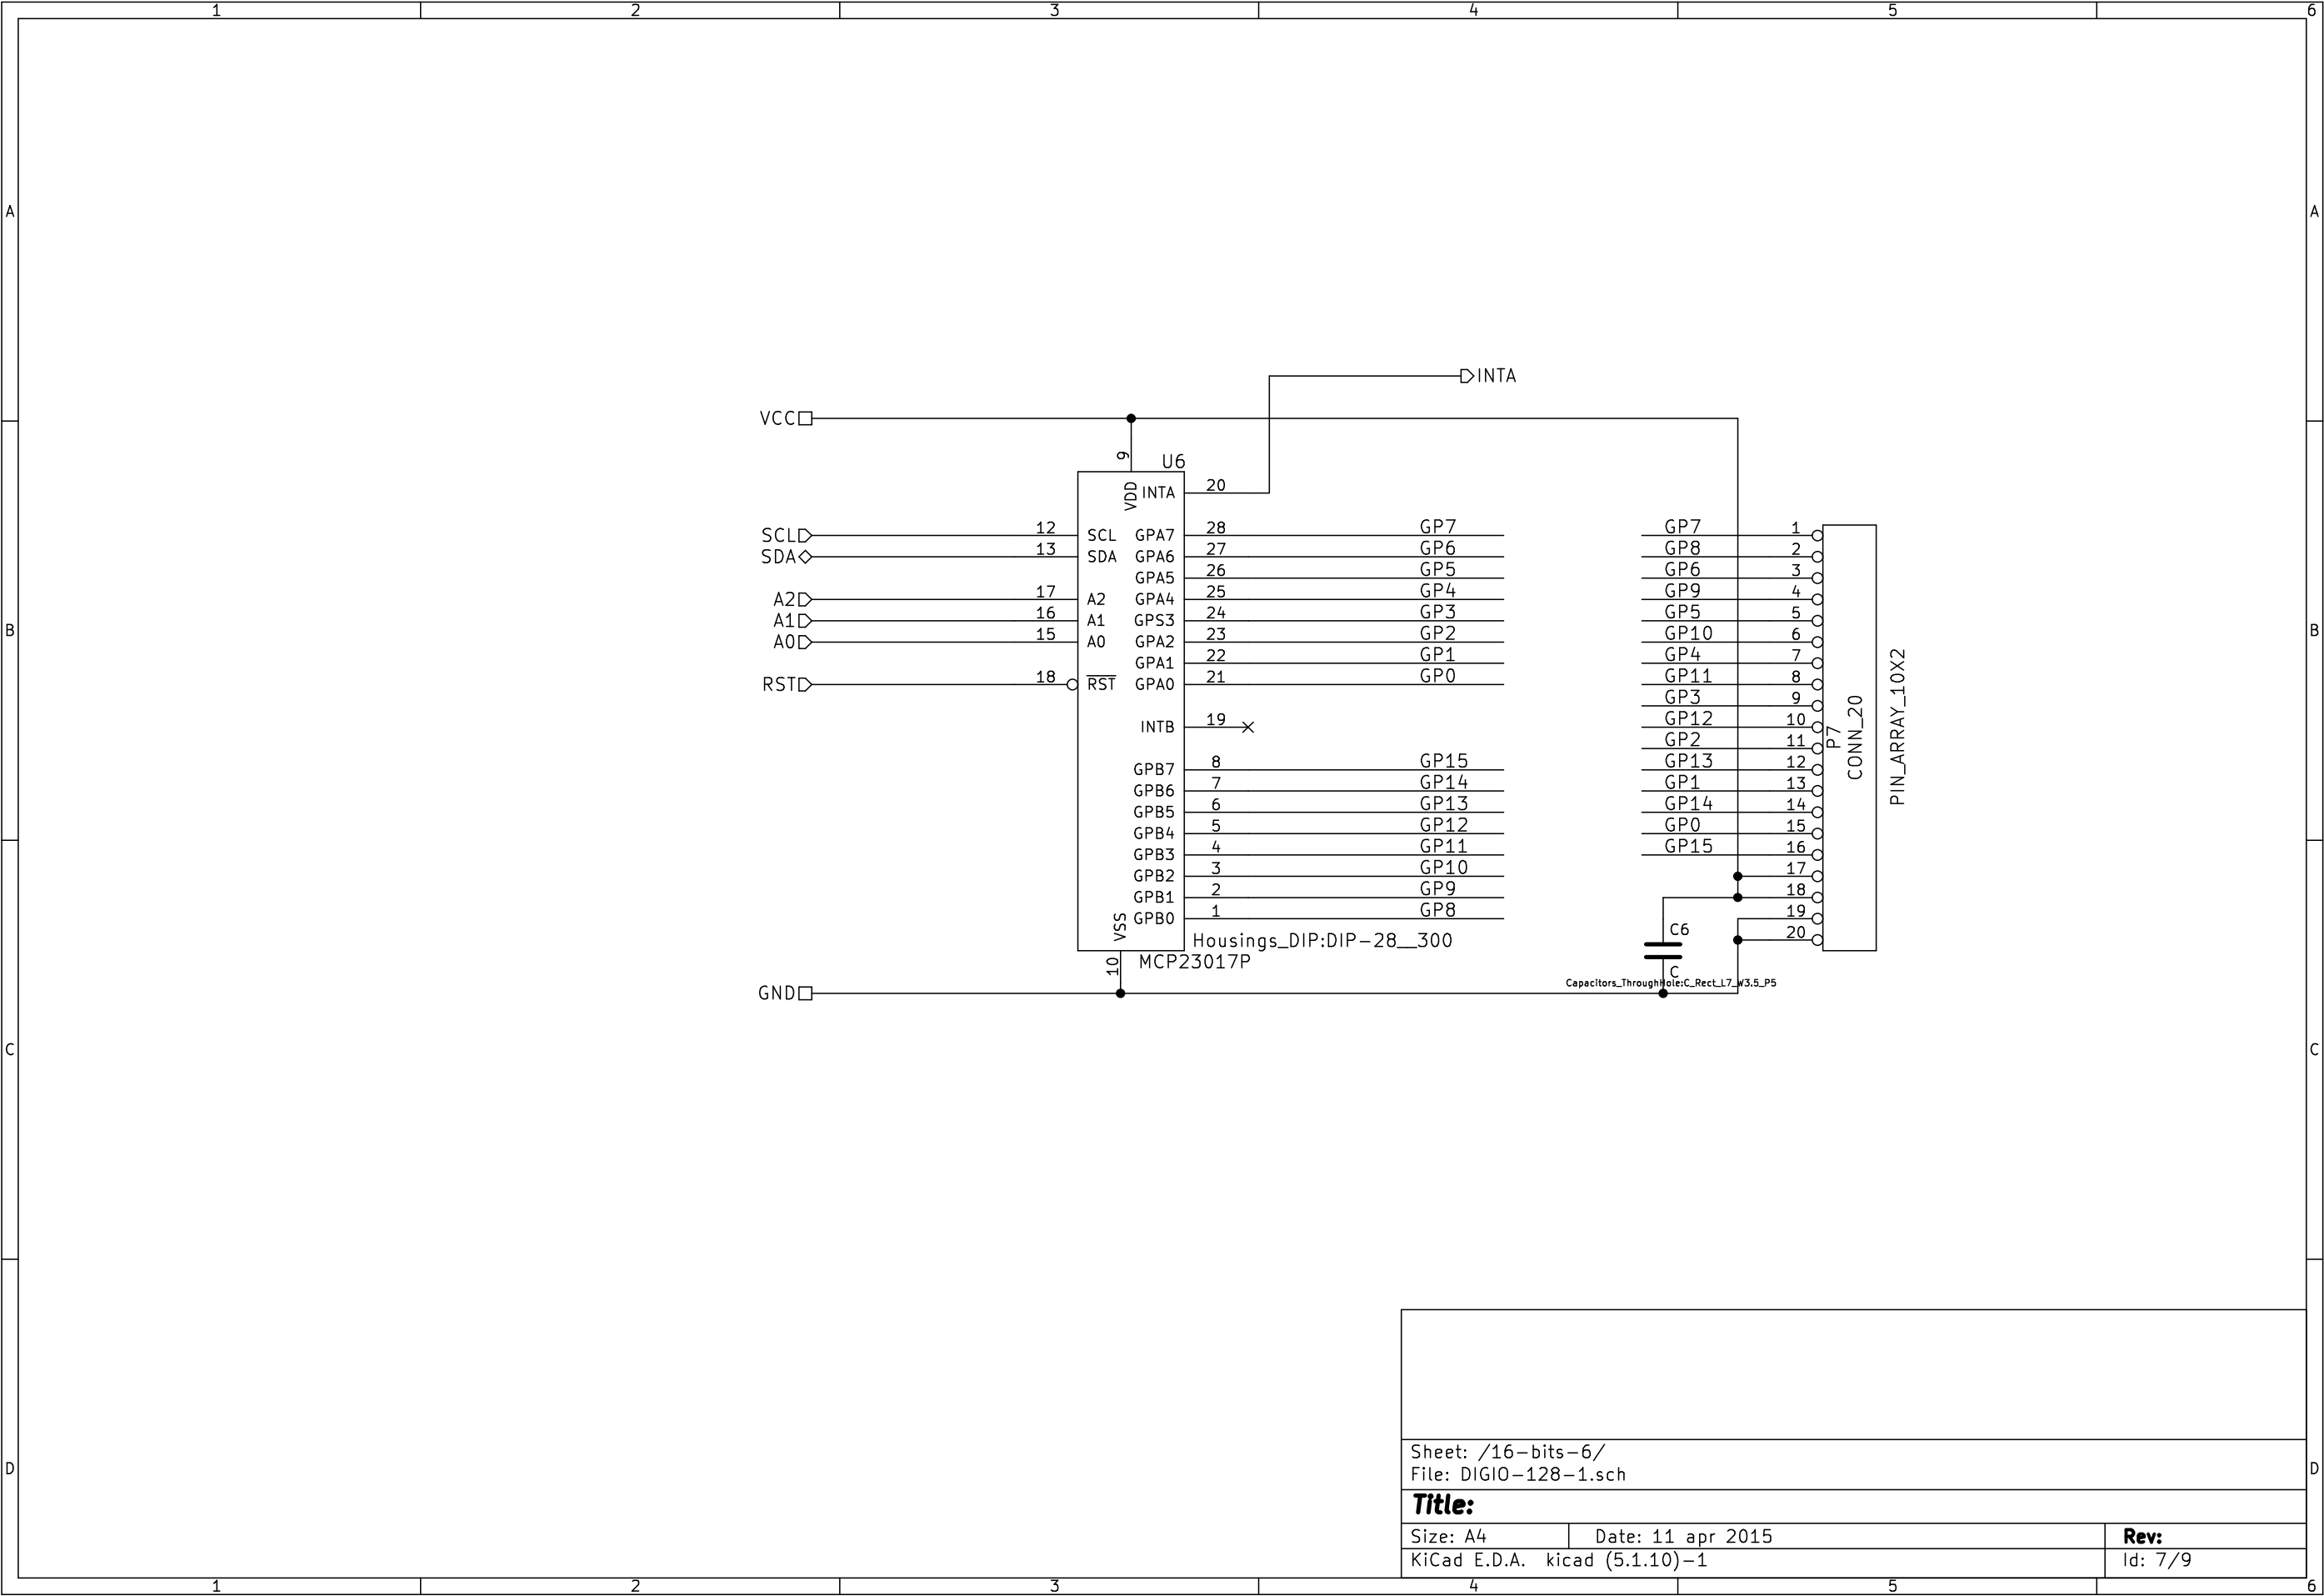 1 2 3 4 5 6
A A
INTA
VCC
9
U6
VDD INTA 20
SCL 12 SCL GPA7 28 GP7 GP7 1
SDA 13 SDA GPA6 27 GP6 GP8 2
GPA5 26 GP5 GP6 3
A2 17 A2 GPA4 25 GP4 GP9 4
A1 16 A1 GPS3 24 GP3 GP5 5
B B
A0 15 A0 GPA2 23 GP2 GP10 6
GPA1 22 GP1 GP4 7
RST 18 RST GPA0 21 GP0 GP11 8
GP3 9
INTB 19 GP12 10
GP2 11
P7
CONN_20
PIN_ARRAY_10X2
GPB7 8 GP15 GP13 12
GPB6 7 GP14 GP1 13
GPB5 6 GP13 GP14 14
GPB4 5 GP12 GP0 15
GPB3 4 GP11 GP15 16
GPB2 3 GP10 17
GPB1 2 GP9 18
VSS GPB0 1 GP8 19
C6
20
Housings_DIP:DIP-28__300
10
MCP23017P
C
Capacitors_ThroughHole:C_Rect_L7_W3.5_P5
GND
C C
Sheet: /16-bits-6/
D D
File: DIGIO-128-1.sch
Title:
Size: A4 Date: 11 apr 2015 Rev:
KiCad E.D.A. kicad (5.1.10)-1 Id: 7/9
1 2 3 4 5 6